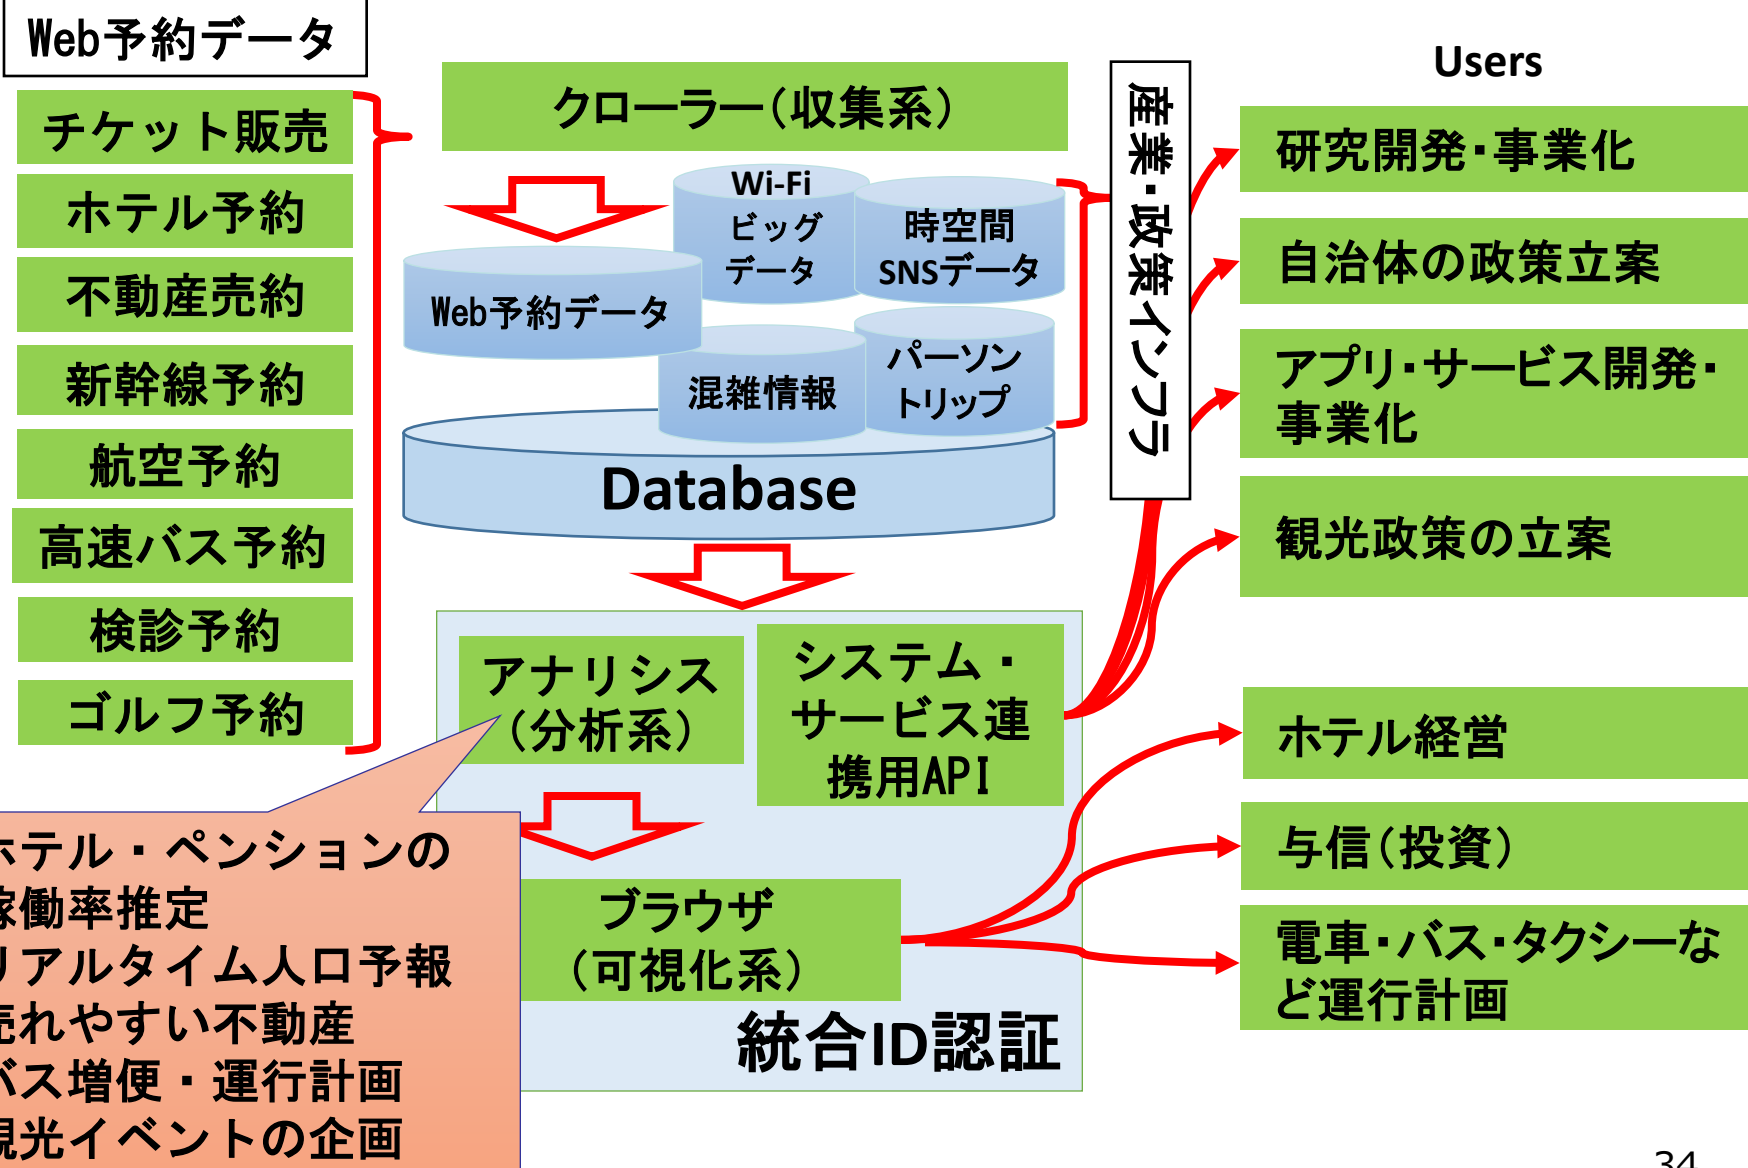 Web予約データ
チケット販売
ホテル予約
不動産売約
新幹線予約
航空予約
高速バス予約
検診予約
ゴルフ予約
クローラー（収集系）
Wi-Fi
ビッグ
データ
時空間
SNSデータ
Web予約データ
混雑情報
パーソン
トリップ
Database
アナリシス
（分析系）
システム・
サービス連
携用API
ブラウザ
（可視化系）
統合ID認証
ホテル・ペンションの
稼働率推定
リアルタイム人口予報
売れやすい不動産
バス増便・運行計画
観光イベントの企画
産業・政策インフラ
Users
研究開発・事業化
自治体の政策立案
アプリ・サービス開発・
事業化
観光政策の立案
ホテル経営
与信（投資）
電車・バス・タクシーな
ど運行計画
34